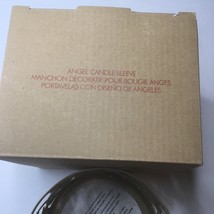 ANGEL CANDLE SLEEVE
MANCHON DÉCORATIF POUR BOUGIE ANGES
PORTAVELAS CON DISEÑO DE ÁNGELES